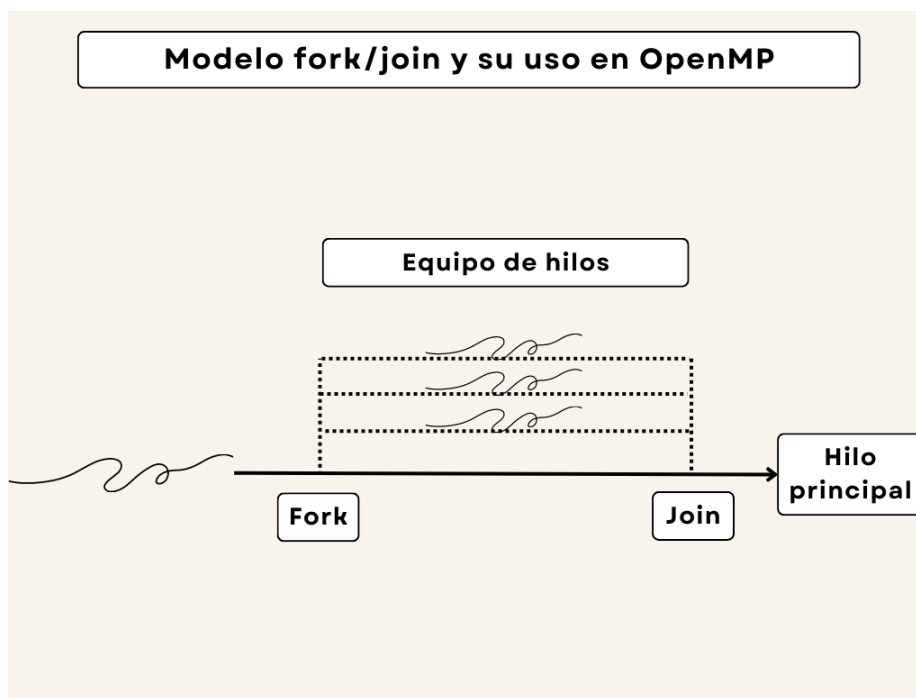 Modelo fork/join y su uso en OpenMP
Equipo de hilos
Fork
Join
Hilo
principal